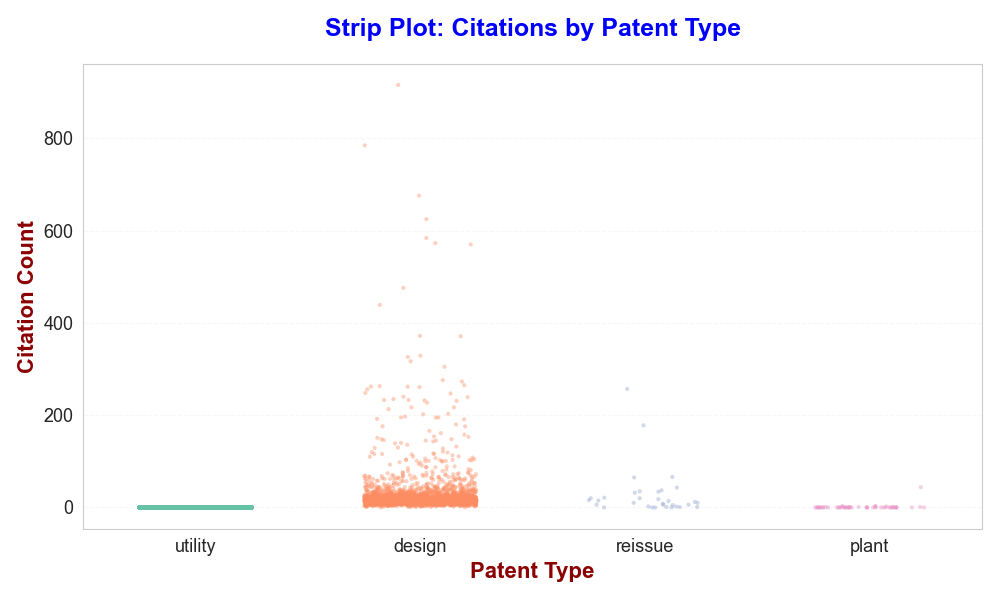 Strip Plot: Citations by Patent Type
Citation Count
800
600
400
200
0
utility design reissue plant
Patent Type